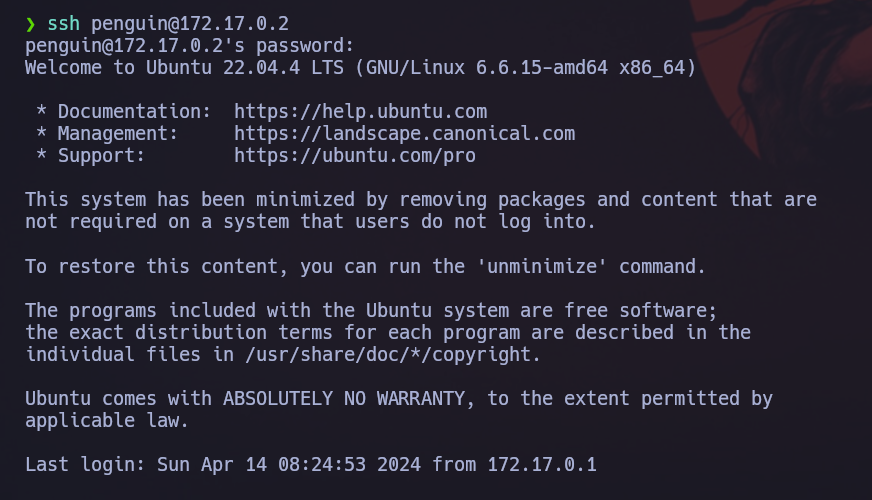 ❯ ssh penguin@172.17.0.2
penguin@172.17.0.2's password:
Welcome to Ubuntu 22.04.4 LTS (GNU/Linux 6.6.15-amd64 x86_64)

 * Documentation:  https://help.ubuntu.com
 * Management:     https://landscape.canonical.com
 * Support:        https://ubuntu.com/pro

This system has been minimized by removing packages and content that are
not required on a system that users do not log into.

To restore this content, you can run the 'unminimize' command.

The programs included with the Ubuntu system are free software;
the exact distribution terms for each program are described in the
individual files in /usr/share/doc/*/copyright.

Ubuntu comes with ABSOLUTELY NO WARRANTY, to the extent permitted by
applicable law.

Last login: Sun Apr 14 08:24:53 2024 from 172.17.0.1